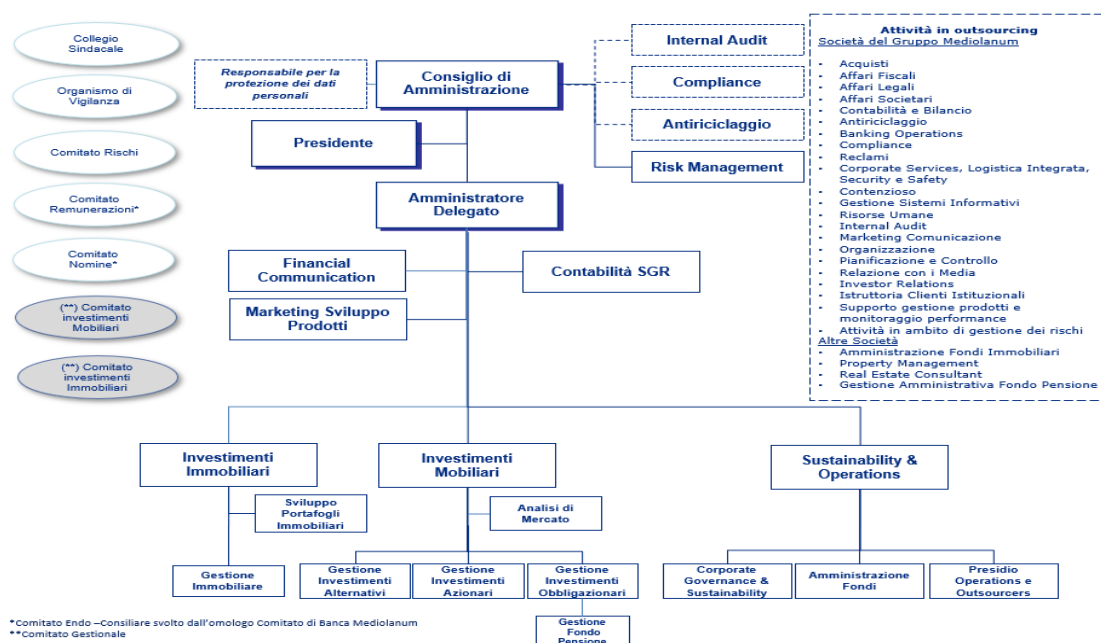 Collegio
Sindacale
Organismo di
Vigilanza
Comitato Rischi
Comitato
Remunerazioni*
Comitato
Nomine*
(**) Comitato
investimenti
Mobiliari
(**) Comitato
investimenti
Immobiliari
Responsabile per la
protezione dei dati
personali
Consiglio di
Amministrazione
Presidente
Amministratore
Delegato
Internal Audit
Compliance
Antiriciclaggio
Risk Management
Financial
Communication
Contabilità SGR
Marketing Sviluppo
Prodotti
Attività in outsourcing
Società del Gruppo Mediolanum
- Acquisti
- Affari Fiscali
- Affari Legali
- Affari Societari
- Contabilità e Bilancio
- Antiriciclaggio
- Banking Operations
- Compliance
- Reclami
- Corporate Services, Logistica Integrata,
Security e Safety
- Contenzioso
- Gestione Sistemi Informativi
- Risorse Umane
- Internal Audit
- Marketing Comunicazione
- Organizzazione
- Pianificazione e Controllo
- Relazione con i Media
- Investor Relations
- Istruttoria Clienti Istituzionali
- Supporto gestione prodotti e
monitoraggio performance
- Attività in ambito di gestione dei rischi
Altre Società
- Amministrazione Fondi Immobiliari
- Property Management
- Real Estate Consultant
- Gestione Amministrativa Fondo Pensione
Investimenti
Immobiliari
Sviluppo
Portafogli
Immobiliari
Gestione
Immobiliare
Investimenti
Mobiliari
Analisi di
Mercato
Gestione
Investimenti
Alternativi
Gestione
Investimenti
Azionari
Gestione
Investimenti
Obbligazionari
Gestione
Fondo
Pensione
Sustainability &
Operations
Corporate
Governance &
Sustainability
Amministrazione
Fondi
Presidio
Operations e
Outsourcers
*Comitato Endo –Consiliare svolto dall'omologo Comitato di Banca Mediolanum
**Comitato Gestionale